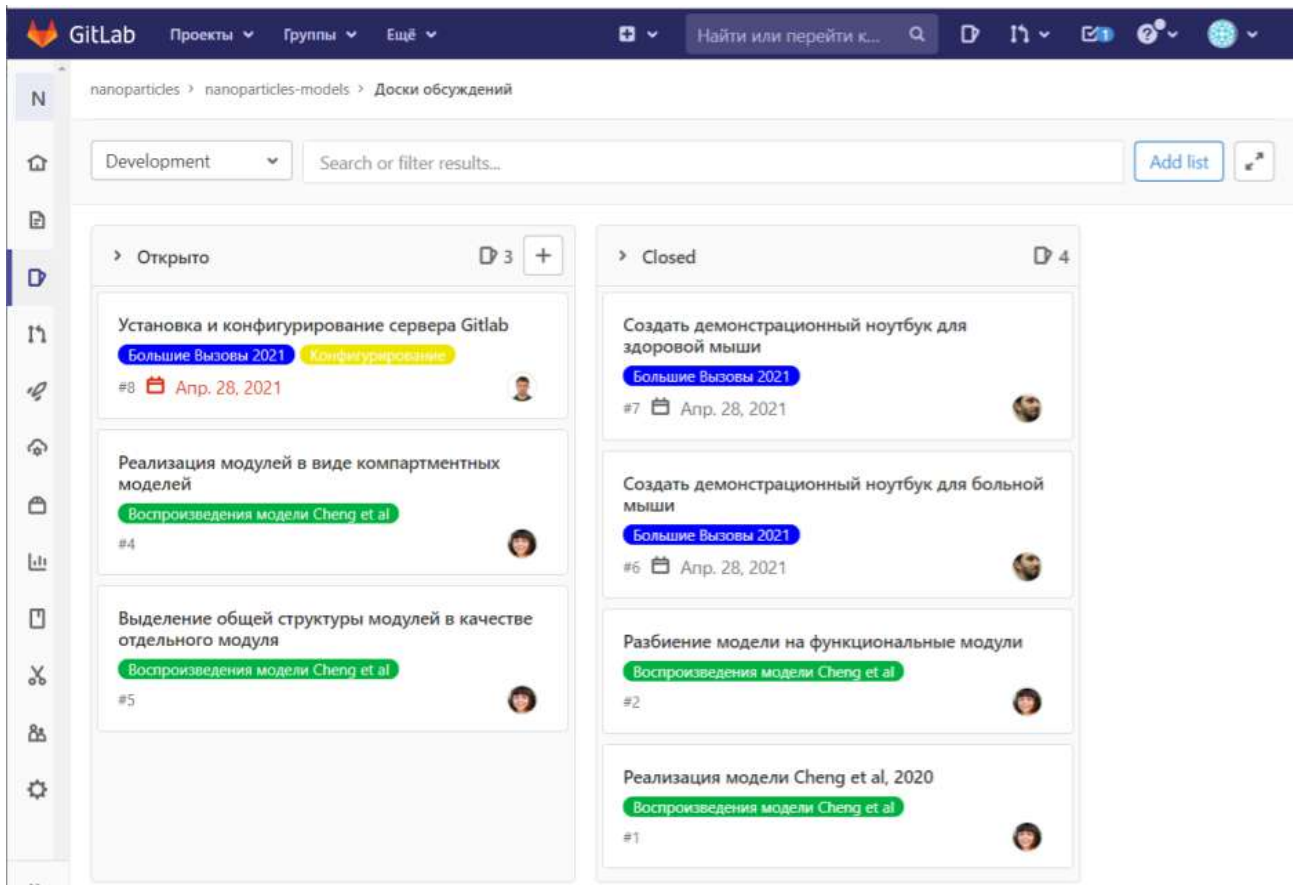 GitLab Проекты Группы Ещё Найти или перейти к... 1
N
nanoparticles > nanoparticles-models > Доски обсуждений
Development Search or filter results... Add list
> Открыто 3 +
Установка и конфигурирование сервера Gitlab
Большие Вызовы 2021 Конфигурирование
#8 Апр. 28, 2021
Реализация модулей в виде компартментных
моделей
Воспроизведения модели Cheng et al
#4
Выделение общей структуры модулей в качестве
отдельного модуля
Воспроизведения модели Cheng et al
#5
> Closed 4
Создать демонстрационный ноутбук для
здоровой мыши
Большие Вызовы 2021
#7 Апр. 28, 2021
Создать демонстрационный ноутбук для больной
мыши
Большие Вызовы 2021
#6 Апр. 28, 2021
Разбиение модели на функциональные модули
Воспроизведения модели Cheng et al
#2
Реализация модели Cheng et al, 2020
Воспроизведения модели Cheng et al
#1